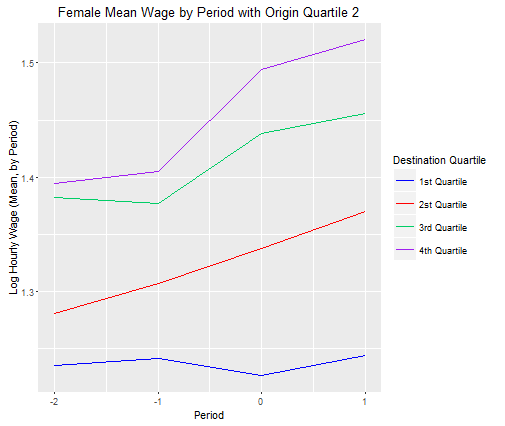 Female Mean Wage by Period with Origin Quartile 2
Log Hourly Wage (Mean, by Period)
1.5
1.4
1.3
-2
-1
0
1
Period
Destination Quartile
1st Quartile
2st Quartile
3rd Quartile
4th Quartile